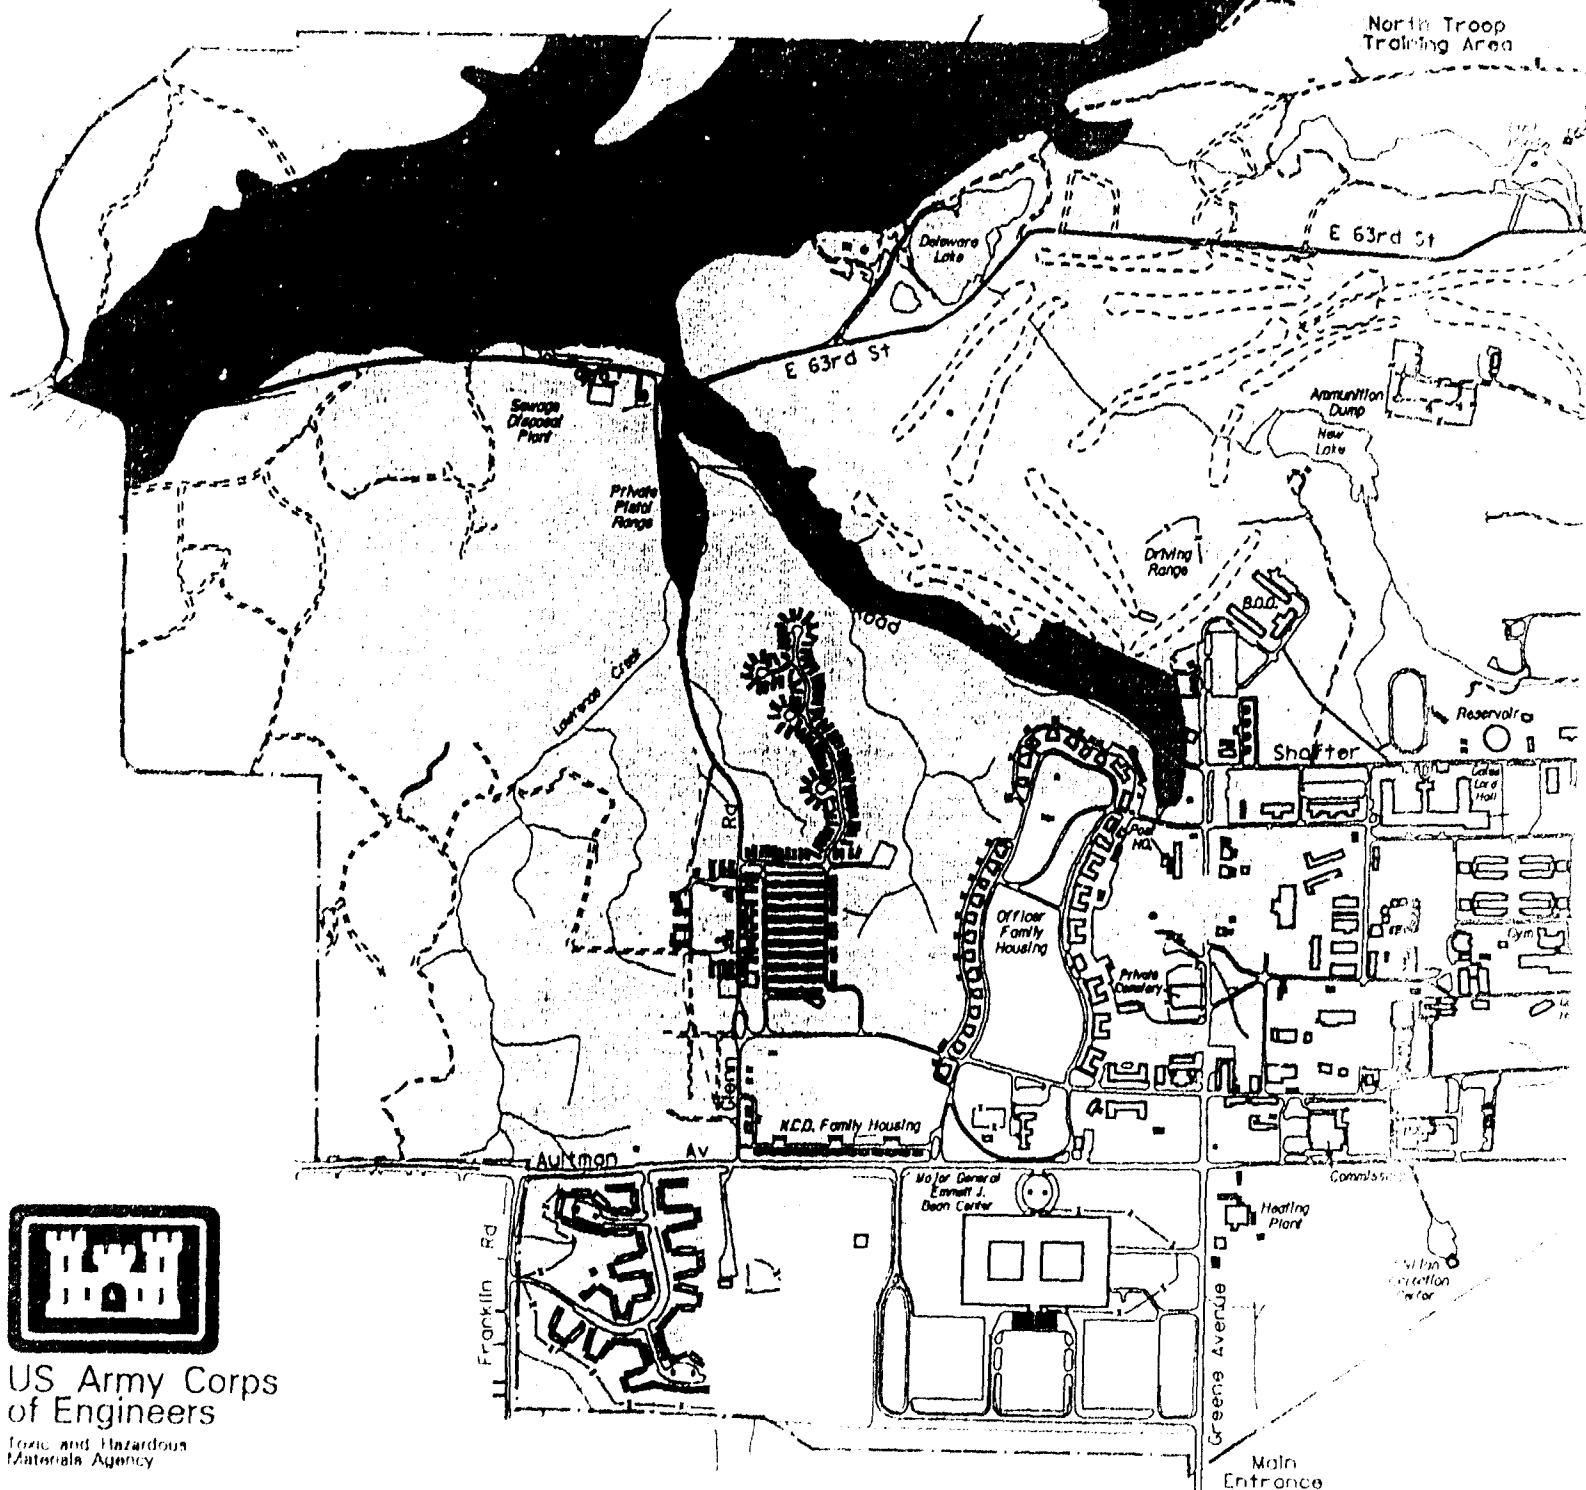 North Troop
Training Area
E 63rd St
Delaware
Lake
E 63rd St
Ammunition
Dump
New
Lake
Sewage
Disposal
Plant
Private
Pistol
Range
Driving
Range
B.O.Q.
Road
Lawrence Creek
Reservoir
Shafter
Hall
Rd
Post
HQ.
Officer
Family
Housing
Gym
Private
Cemetery
Glenn
N.C.O. Family Housing
Aultman Av
Major General
Emmett J.
Bean Center
Commiss
Heating
Plant
Franklin Rd
Greene Avenue
US Army Corps
of Engineers
Toxic and Hazardous
Materials Agency
Main
Entrance